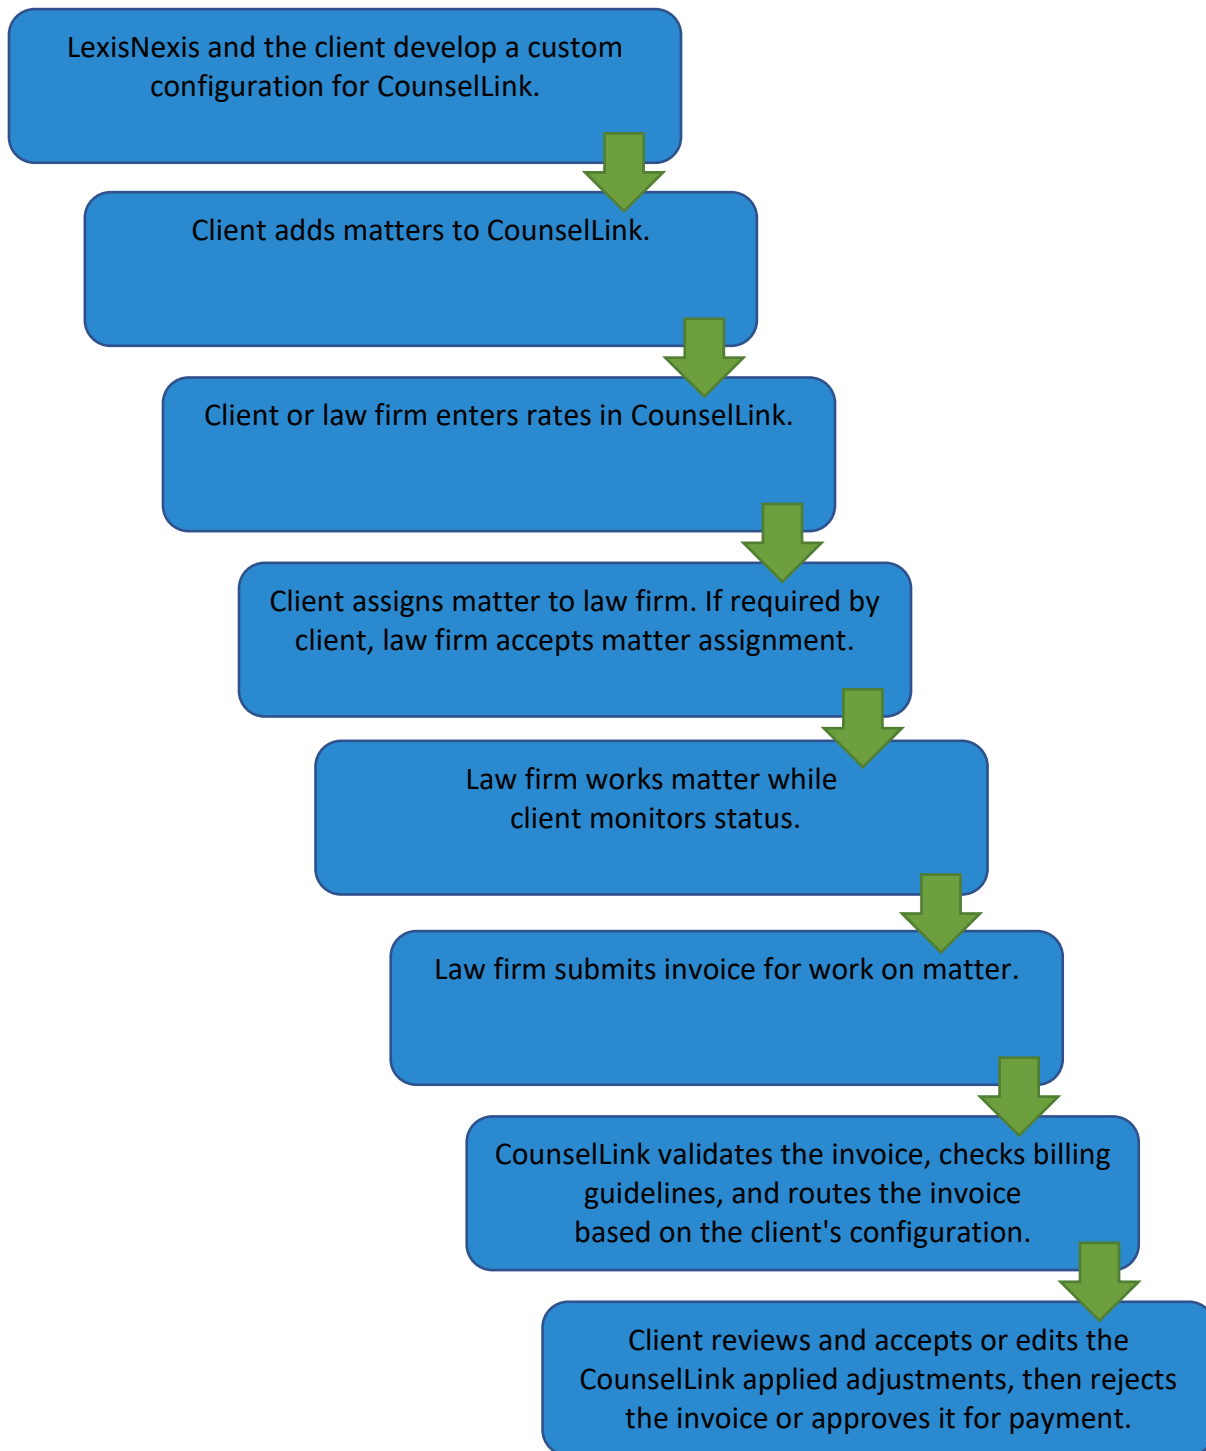 LexisNexis and the client develop a custom
configuration for CounselLink.
Client adds matters to CounselLink.
Client or law firm enters rates in CounselLink.
Client assigns matter to law firm. If required by
client, law firm accepts matter assignment.
Law firm works matter while
client monitors status.
Law firm submits invoice for work on matter.
CounselLink validates the invoice, checks billing
guidelines, and routes the invoice
based on the client's configuration.
Client reviews and accepts or edits the
CounselLink applied adjustments, then rejects
the invoice or approves it for payment.